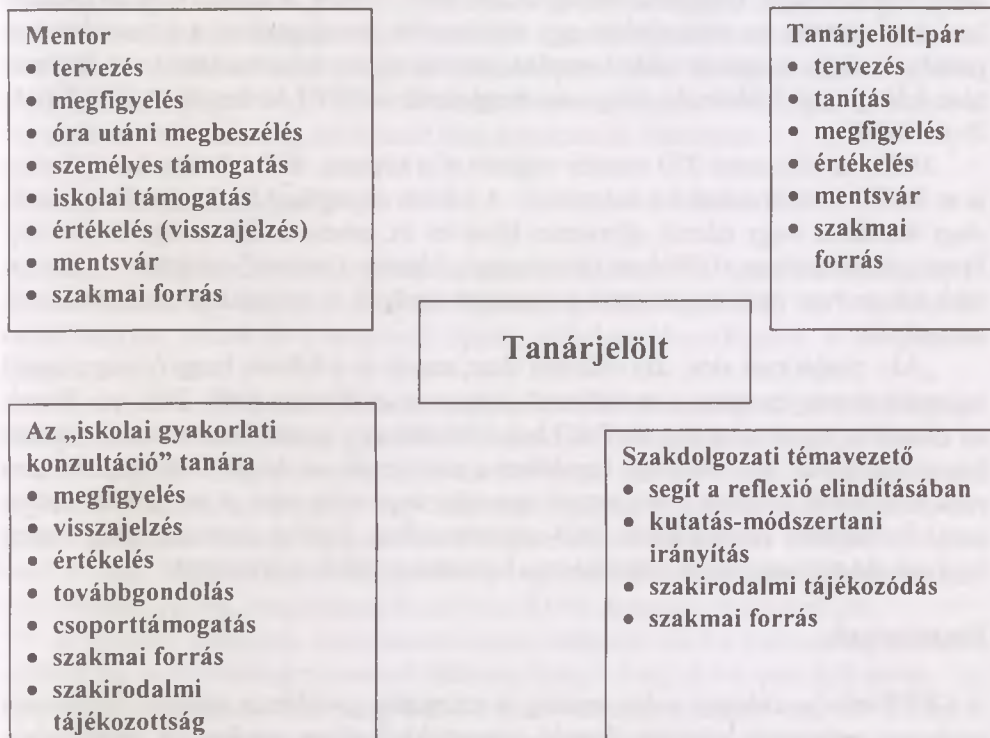 Mentor
• tervezés
• megfigyelés
• óra utáni megbeszélés
• személyes támogatás
• iskolai támogatás
• értékelés (visszajelzés)
• mentsvár
• szakmai forrás
Tanárjelölt-pár
• tervezés
• tanítás
• megfigyelés
• értékelés
• mentsvár
• szakmai
forrás
Tanárjelölt
Az „iskolai gyakorlati
konzultáció” tanára
• megfigyelés
• visszajelzés
• értékelés
• továbbgondolás
• csoporttámogatás
• szakmai forrás
• szakirodalmi
tájékozottság
Szakdolgozati témavezető
• segít a reflexió elindításában
• kutatás-módszertani
irányítás
• szakirodalmi tájékozódás
• szakmai forrás